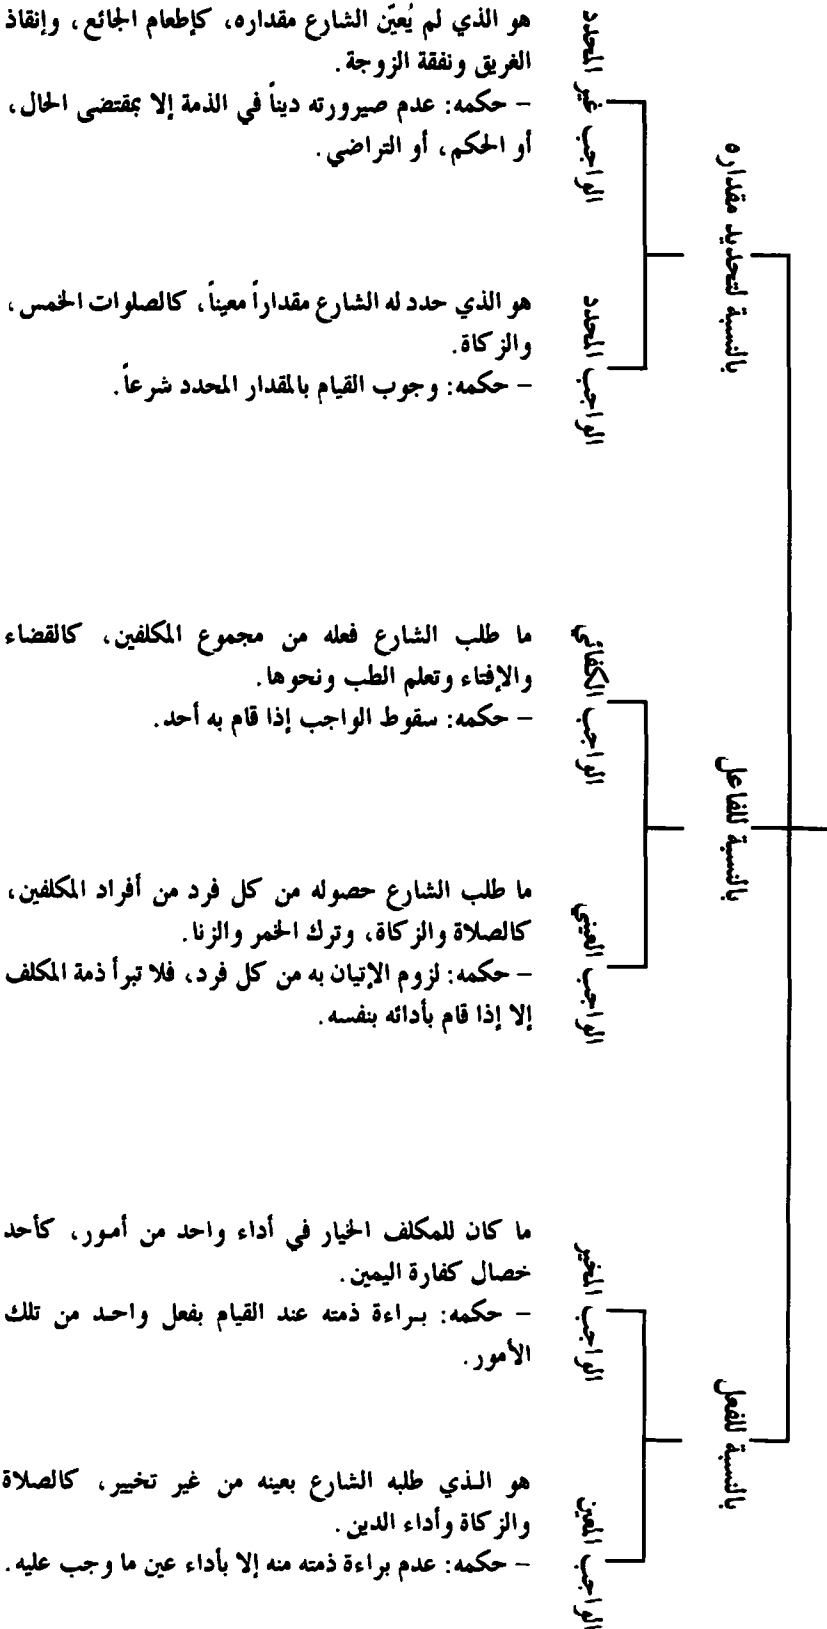 بالنسبة لتحديد مقداره
الواجب غير المحدد
هو الذي لم يُعيّن الشارع مقداره، كإطعام الجائع، وإنقاذ
الغريق ونفقة الزوجة.
– حكمه: عدم صيرورته ديناً في الذمة إلا بمقتضى الحال،
أو الحكم، أو التراضي.
الواجب المحدد
هو الذي حدد له الشارع مقداراً معيناً، كالصلوات الخمس،
والزكاة.
– حكمه: وجوب القيام بالمقدار المحدد شرعاً.
بالنسبة للفاعل
الواجب الكفائي
ما طلب الشارع فعله من مجموع المكلفين، كالقضاء
والإفتاء وتعلم الطب ونحوها.
– حكمه: سقوط الواجب إذا قام به أحد.
الواجب العيني
ما طلب الشارع حصوله من كل فرد من أفراد المكلفين،
كالصلاة والزكاة، وترك الخمر والزنا.
– حكمه: لزوم الإتيان به من كل فرد، فلا تبرأ ذمة المكلف
إلا إذا قام بأدائه بنفسه.
بالنسبة للفعل
الواجب المخير
ما كان للمكلف الخيار في أداء واحد من أمور، كأحد
خصال كفارة اليمين.
– حكمه: براءة ذمته عند القيام بفعل واحد من تلك
الأمور.
الواجب المعين
هو الذي طلبه الشارع بعينه من غير تخيير، كالصلاة
والزكاة وأداء الدين.
– حكمه: عدم براءة ذمته منه إلا بأداء عين ما وجب عليه.